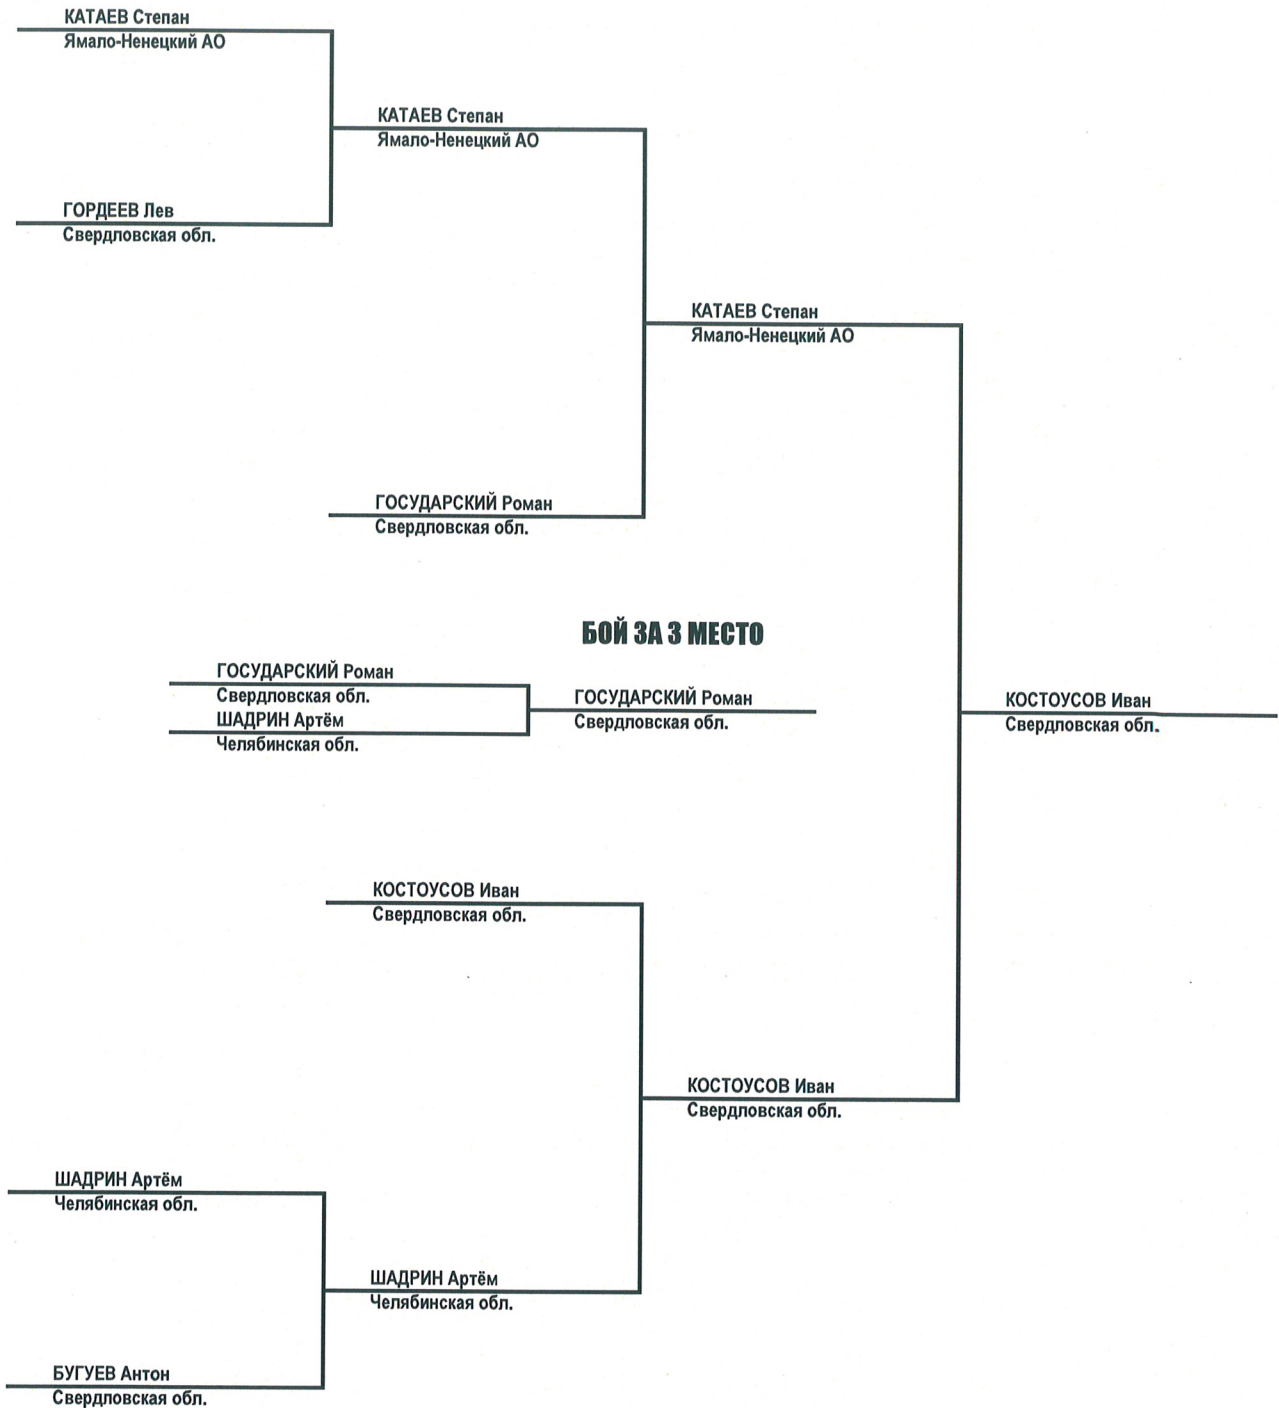 КАТАЕВ Степан
Ямало-Ненецкий АО
КАТАЕВ Степан
Ямало-Ненецкий АО
ГОРДЕЕВ Лев
Свердловская обл.
КАТАЕВ Степан
Ямало-Ненецкий АО
ГОСУДАРСКИЙ Роман
Свердловская обл.
БОЙ ЗА 3 МЕСТО
ГОСУДАРСКИЙ Роман
Свердловская обл.
ШАДРИН Артём
Челябинская обл.
ГОСУДАРСКИЙ Роман
Свердловская обл.
КОСТОУСОВ Иван
Свердловская обл.
КОСТОУСОВ Иван
Свердловская обл.
КОСТОУСОВ Иван
Свердловская обл.
ШАДРИН Артём
Челябинская обл.
ШАДРИН Артём
Челябинская обл.
БУГУЕВ Антон
Свердловская обл.